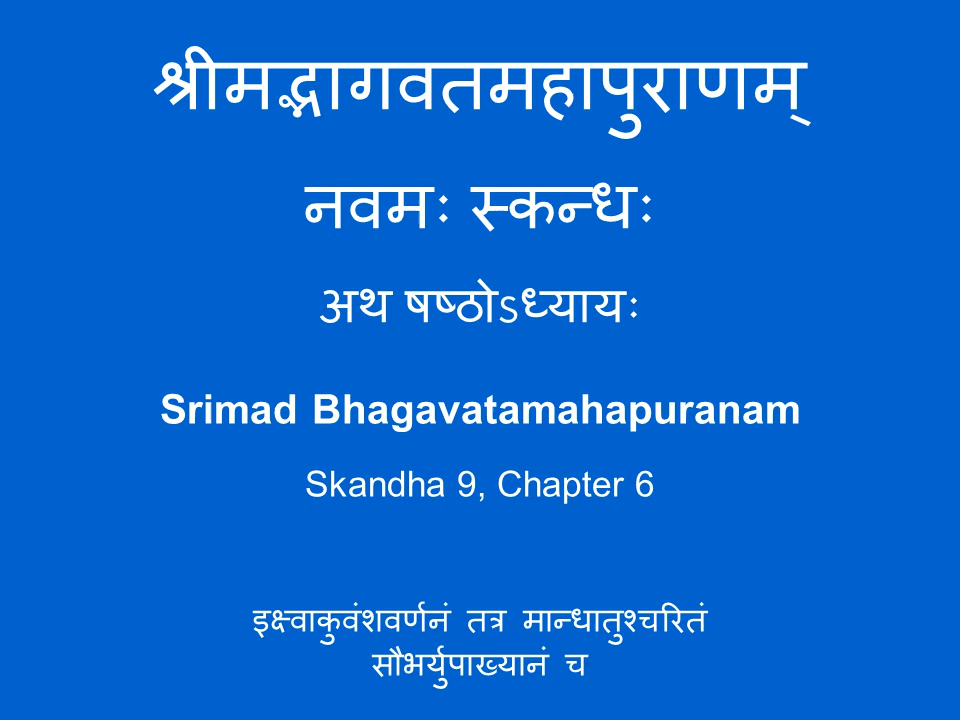 श्रीमद्भागवतमहापुराणम्
नवमः स्कन्धः
अथ षष्ठोऽध्यायः
Srimad Bhagavatamahapuranam
Skandha 9, Chapter 6
इक्ष्वाकुवंशवर्णनं तत्र मान्धातुश्चरितं
सौभर्युपाख्यानं च